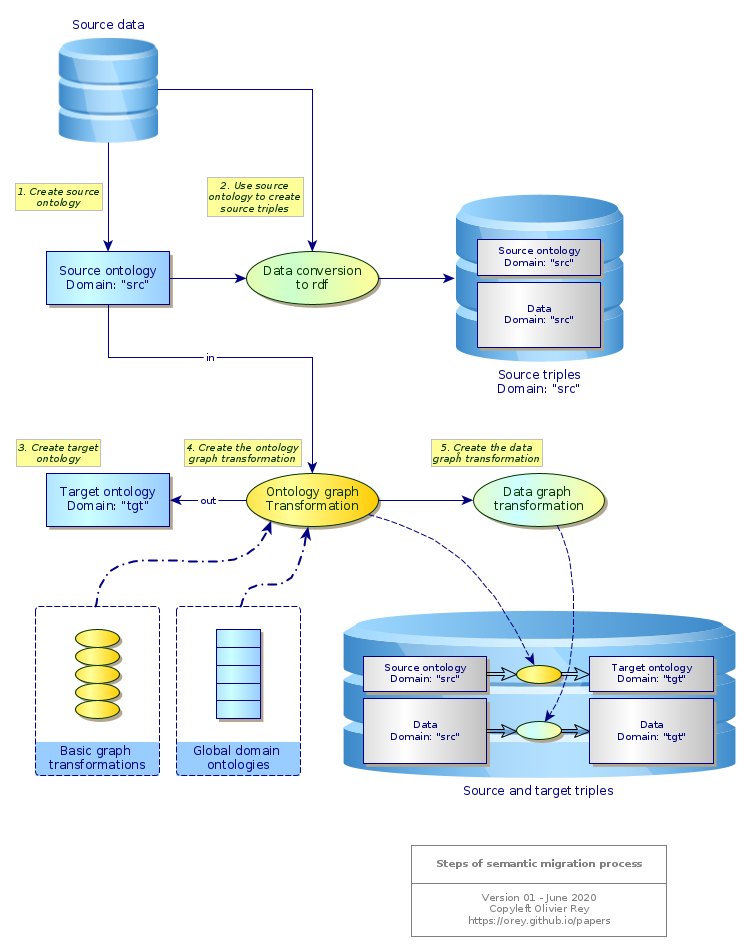 Source data
1. Create source
ontology
2. Use source
ontology to create
source triples
Source ontology
Domain: "src"
Data conversion
to rdf
Source ontology
Domain: "src"
Data
Domain: "src"
Source triples
Domain: "src"
in
3. Create target
ontology
4. Create the ontology
graph transformation
5. Create the data
graph transformation
Target ontology
Domain: "tgt"
out
Ontology graph
Transformation
Data graph
transformation
Basic graph
transformations
Global domain
ontologies
Source ontology
Domain: "src"
Target ontology
Domain: "tgt"
Data
Domain: "src"
Data
Domain: "tgt"
Source and target triples
Steps of semantic migration process
Version 01 - June 2020
Copyleft Olivier Rey
https://orey.github.io/papers